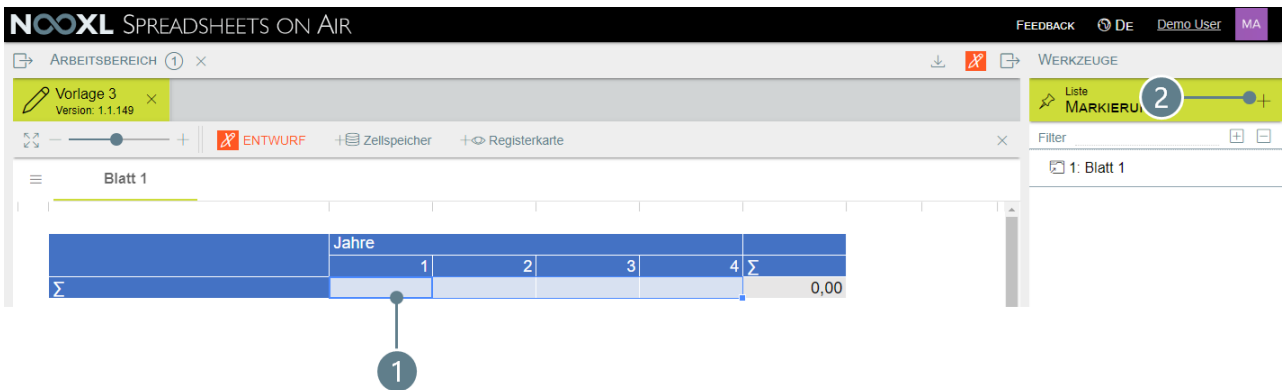 NOOXL SPREADSHEETS ON AIR
FEEDBACK DE Demo User MA
ARBEITSBEREICH 1
WERKZEUGE
Vorlage 3
Version: 1.1.149
Liste
2
ENTWURF
Zellspeicher
Registerkarte
Filter
Blatt 1
1: Blatt 1
Jahre
1 2 3 4 Σ
Σ 0,00
1